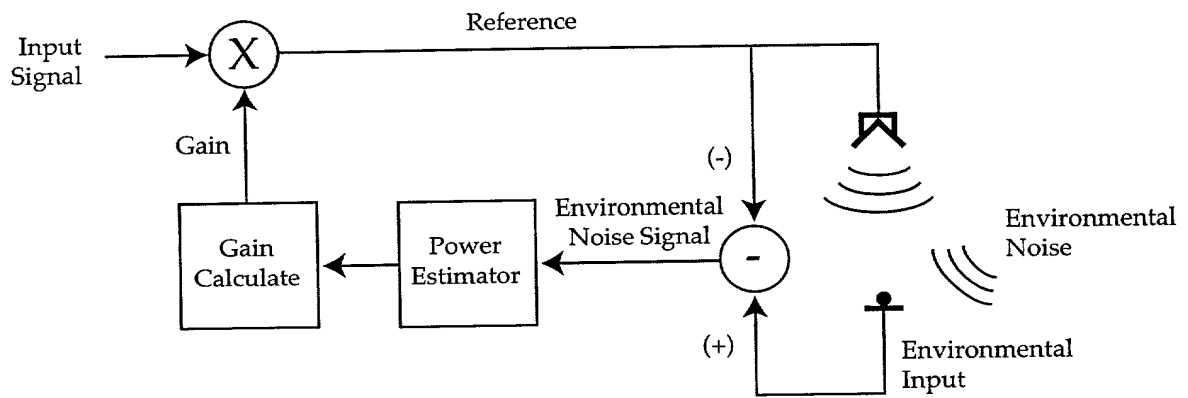 Reference
Input
Signal
X
Gain
(-)
Environmental
Noise Signal
Environmental
Noise
Gain
Calculate
Power
Estimator
-
(+)
Environmental
Input